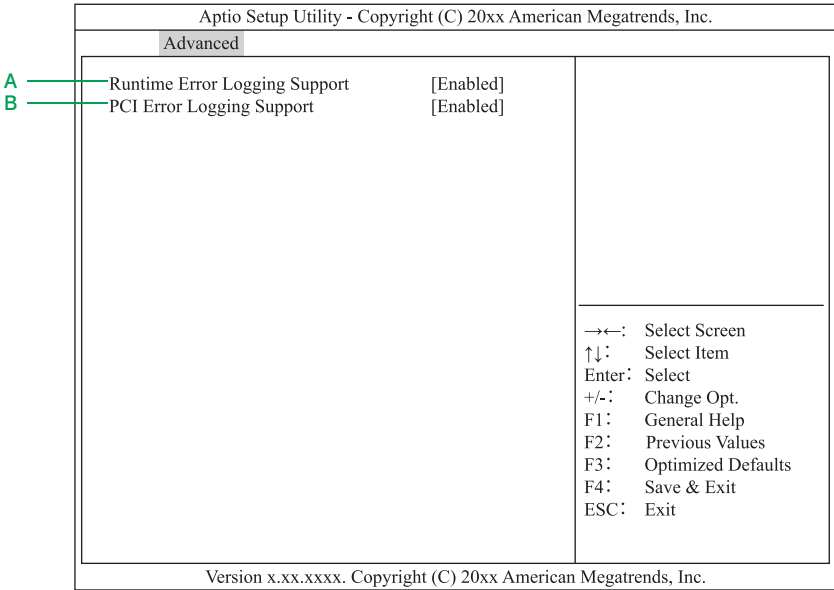 Aptio Setup Utility - Copyright (C) 20xx American Megatrends, Inc.
Advanced
A Runtime Error Logging Support [Enabled]
B PCI Error Logging Support [Enabled]
→←: Select Screen
↑↓: Select Item
Enter: Select
+/-: Change Opt.
F1: General Help
F2: Previous Values
F3: Optimized Defaults
F4: Save & Exit
ESC: Exit
Version x.xx.xxxx. Copyright (C) 20xx American Megatrends, Inc.